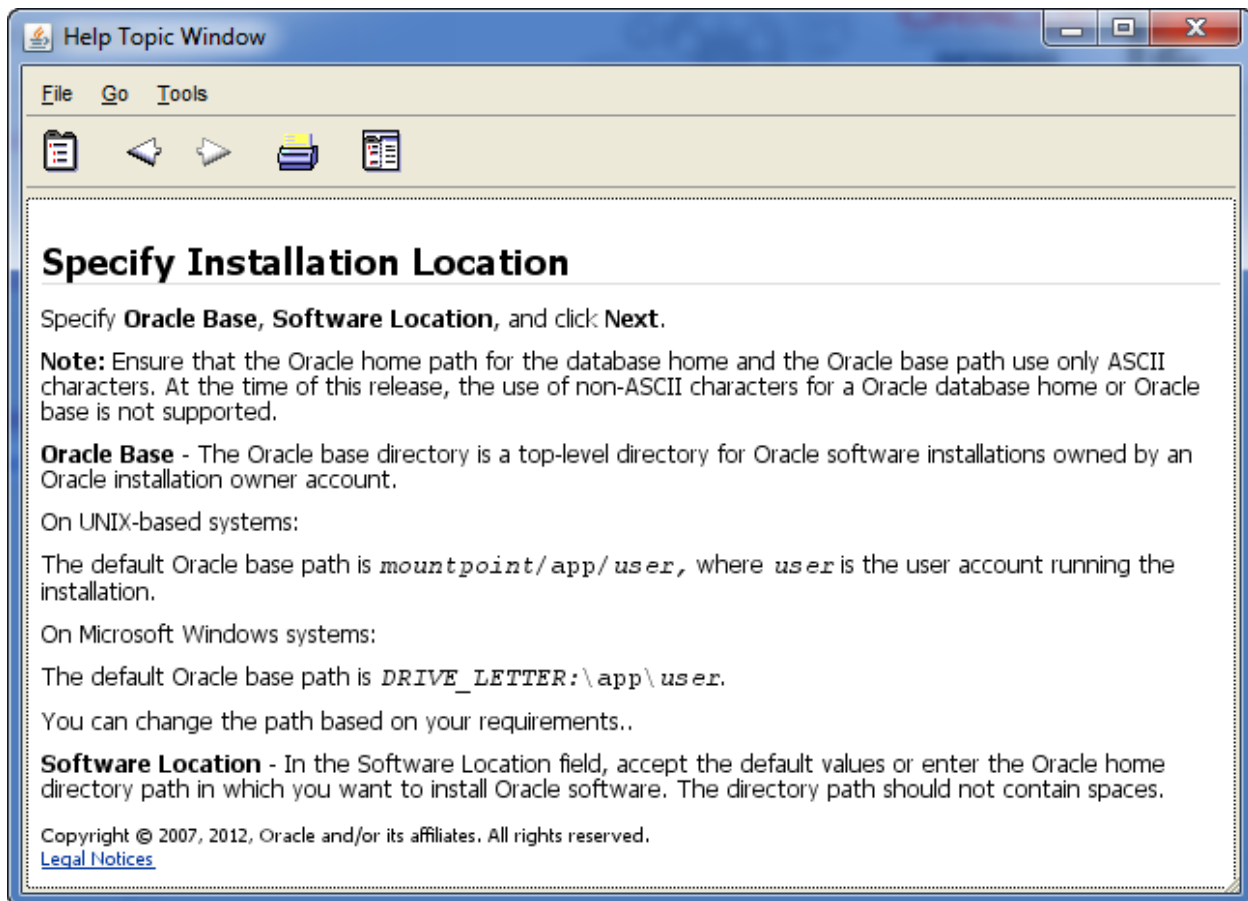 Help Topic Window
File Go Tools
Specify Installation Location
Specify Oracle Base, Software Location, and click Next.
Note: Ensure that the Oracle home path for the database home and the Oracle base path use only ASCII
characters. At the time of this release, the use of non-ASCII characters for a Oracle database home or Oracle
base is not supported.
Oracle Base - The Oracle base directory is a top-level directory for Oracle software installations owned by an
Oracle installation owner account.
On UNIX-based systems:
The default Oracle base path is mountpoint/app/user, where user is the user account running the
installation.
On Microsoft Windows systems:
The default Oracle base path is DRIVE_LETTER:\app\user.
You can change the path based on your requirements..
Software Location - In the Software Location field, accept the default values or enter the Oracle home
directory path in which you want to install Oracle software. The directory path should not contain spaces.
Copyright © 2007, 2012, Oracle and/or its affiliates. All rights reserved.
Legal Notices